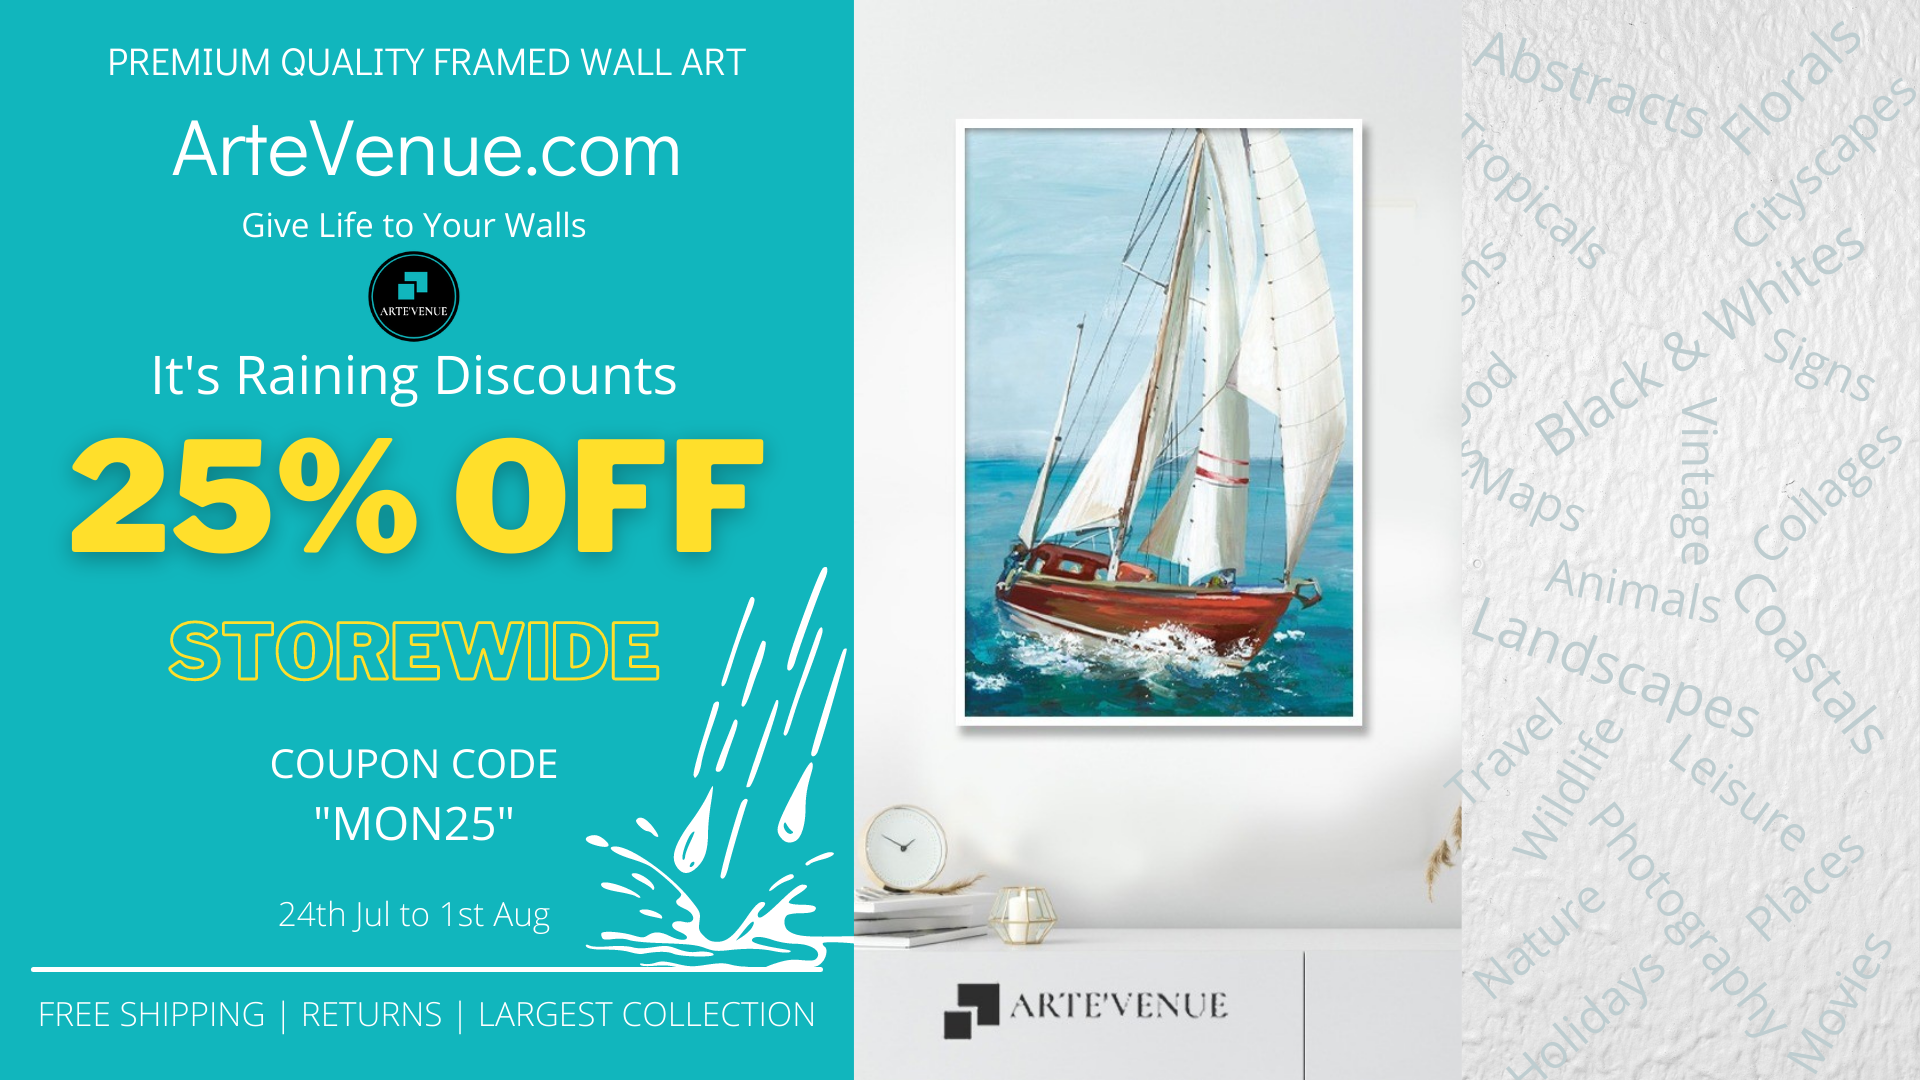 PREMIUM QUALITY FRAMED WALL ART
ArteVenue.com
Give Life to Your Walls
ARTE'VENUE
It's Raining Discounts
25% OFF
STOREWIDE
COUPON CODE
"MON25"
24th Jul to 1st Aug
FREE SHIPPING | RETURNS | LARGEST COLLECTION
ARTE'VENUE
Abstracts
Florals
Tropicals
Cityscapes
Black & Whites
Signs
Vintage
Maps
Collages
Animals
Coastals
Landscapes
Travel
Wildlife
Leisure
Photography
Places
Nature
Holidays
Movies